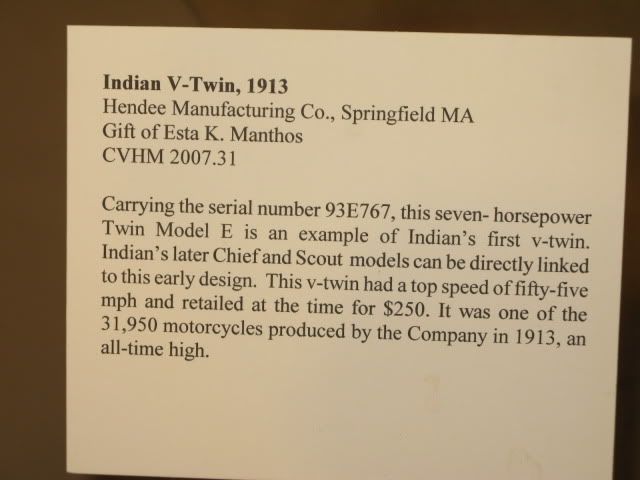 Indian V-Twin, 1913
Hendee Manufacturing Co., Springfield MA
Gift of Esta K. Manthos
CVHM 2007.31
Carrying the serial number 93E767, this seven- horsepower
Twin Model E is an example of Indian's first v-twin.
Indian's later Chief and Scout models can be directly linked
to this early design. This v-twin had a top speed of fifty-five
mph and retailed at the time for $250. It was one of the
31,950 motorcycles produced by the Company in 1913, an
all-time high.